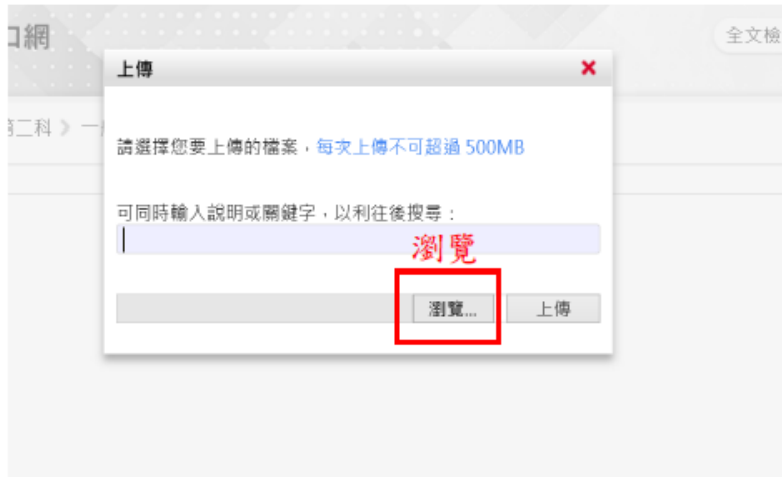 口網
全文檢
上傳
第二科 》 一
請選擇您要上傳的檔案，每次上傳不可超過 500MB
可同時輸入說明或關鍵字，以利往後搜尋：
瀏覽
瀏覽...
上傳